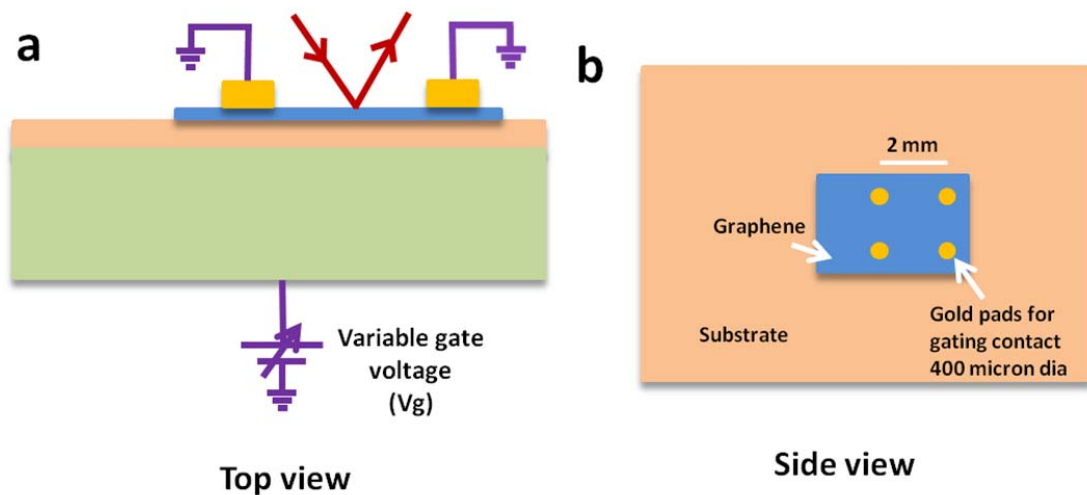 a
Variable gate
voltage
(Vg)
Top view
b
2 mm
Graphene
Substrate
Gold pads for
gating contact
400 micron dia
Side view